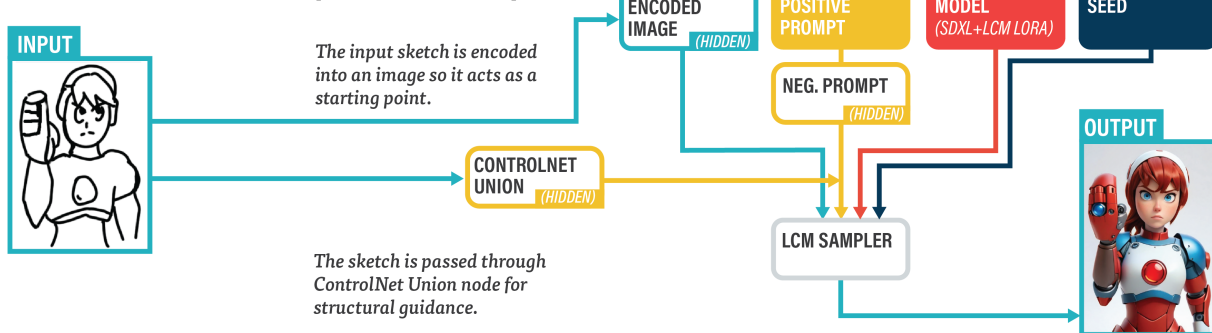 INPUT
The input sketch is encoded
into an image so it acts as a
starting point.
ENCODED
IMAGE
(HIDDEN)
POSITIVE
PROMPT
MODEL
(SDXL+LCM LORA)
SEED
NEG. PROMPT
(HIDDEN)
CONTROLNET
UNION
(HIDDEN)
OUTPUT
LCM SAMPLER
The sketch is passed through
ControlNet Union node for
structural guidance.